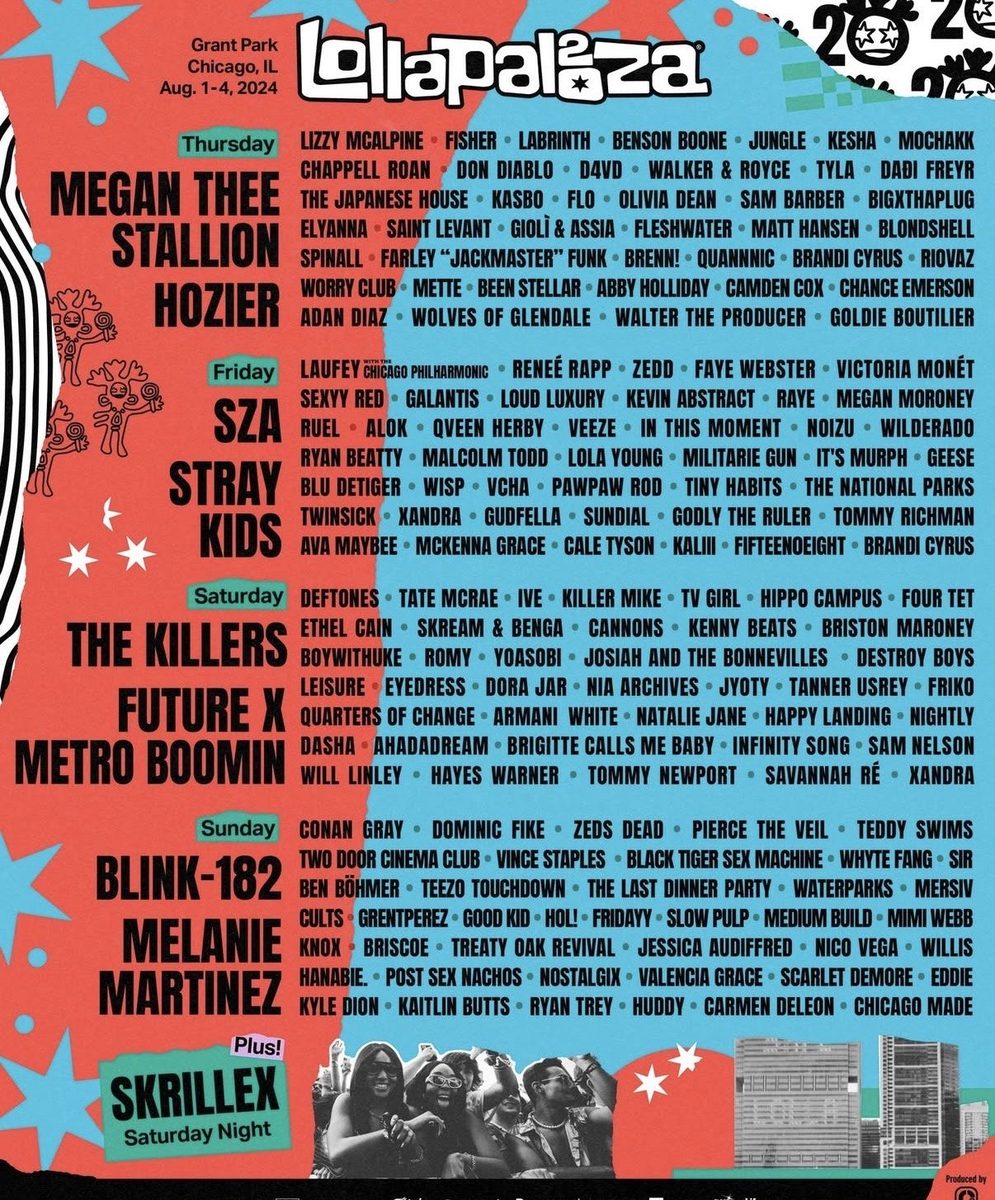 Grant Park
Chicago, IL
Aug. 1-4, 2024
Lollapalooza
20
20
20
Thursday
MEGAN THEE
STALLION
HOZIER
LIZZY MCALPINE • FISHER • LABRINTH • BENSON BOONE • JUNGLE • KESHA • MOCHAKK
CHAPPELL ROAN • DON DIABLO • D4VD • WALKER & ROYCE • TYLA • DAÐI FREYR
THE JAPANESE HOUSE • KASBO • FLO • OLIVIA DEAN • SAM BARBER • BIGXTHAPLUG
ELYANNA • SAINT LEVANT • GIOLÌ & ASSIA • FLESHWATER • MATT HANSEN • BLONDSHELL
SPINALL • FARLEY “JACKMASTER” FUNK • BRENN! • QUANNNIC • BRANDI CYRUS • RIOVAZ
WORRY CLUB • METTE • BEEN STELLAR • ABBY HOLLIDAY • CAMDEN COX • CHANCE EMERSON
ADAN DIAZ • WOLVES OF GLENDALE • WALTER THE PRODUCER • GOLDIE BOUTILIER
Friday
SZA
STRAY
KIDS
LAUFEY WITH THE CHICAGO PHILHARMONIC • RENEÉ RAPP • ZEDD • FAYE WEBSTER • VICTORIA MONÉT
SEXYY RED • GALANTIS • LOUD LUXURY • KEVIN ABSTRACT • RAYE • MEGAN MORONEY
RUEL • ALOK • QVEEN HERBY • VEEZE • IN THIS MOMENT • NOIZU • WILDERADO
RYAN BEATTY • MALCOLM TODD • LOLA YOUNG • MILITARIE GUN • IT'S MURPH • GEESE
BLU DETIGER • WISP • VCHA • PAWPAW ROD • TINY HABITS • THE NATIONAL PARKS
TWINSICK • XANDRA • GUDFELLA • SUNDIAL • GODLY THE RULER • TOMMY RICHMAN
AVA MAYBEE • MCKENNA GRACE • CALE TYSON • KALIII • FIFTEENOEIGHT • BRANDI CYRUS
Saturday
THE KILLERS
FUTURE X
METRO BOOMIN
DEFTONES • TATE MCRAE • IVE • KILLER MIKE • TV GIRL • HIPPO CAMPUS • FOUR TET
ETHEL CAIN • SKREAM & BENGA • CANNONS • KENNY BEATS • BRISTON MARONEY
BOYWITHUKE • ROMY • YOASOBI • JOSIAH AND THE BONNEVILLES • DESTROY BOYS
LEISURE • EYEDRESS • DORA JAR • NIA ARCHIVES • JYOTY • TANNER USREY • FRIKO
QUARTERS OF CHANGE • ARMANI WHITE • NATALIE JANE • HAPPY LANDING • NIGHTLY
DASHA • AHADADREAM • BRIGITTE CALLS ME BABY • INFINITY SONG • SAM NELSON
WILL LINLEY • HAYES WARNER • TOMMY NEWPORT • SAVANNAH RÉ • XANDRA
Sunday
BLINK-182
MELANIE
MARTINEZ
CONAN GRAY • DOMINIC FIKE • ZEDS DEAD • PIERCE THE VEIL • TEDDY SWIMS
TWO DOOR CINEMA CLUB • VINCE STAPLES • BLACK TIGER SEX MACHINE • WHYTE FANG • SIR
BEN BÖHMER • TEEZO TOUCHDOWN • THE LAST DINNER PARTY • WATERPARKS • MERSIV
CULTS • GRENTPEREZ • GOOD KID • HOL! • FRIDAYY • SLOW PULP • MEDIUM BUILD • MIMI WEBB
KNOX • BRISCOE • TREATY OAK REVIVAL • JESSICA AUDIFFRED • NICO VEGA • WILLIS
HANABIE. • POST SEX NACHOS • NOSTALGIX • VALENCIA GRACE • SCARLET DEMORE • EDDIE
KYLE DION • KAITLIN BUTTS • RYAN TREY • HUDDY • CARMEN DELEON • CHICAGO MADE
Plus!
SKRILLEX
Saturday Night
Produced by